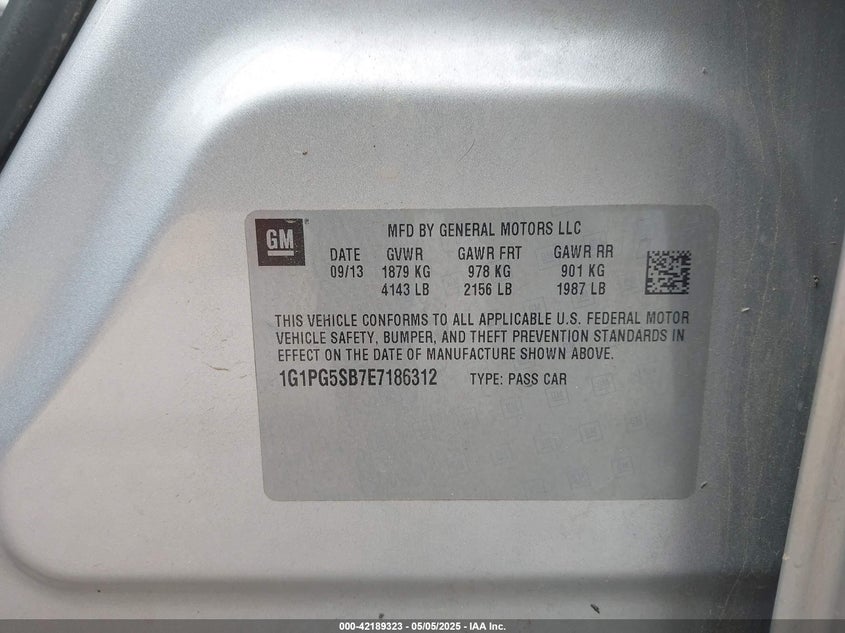 GM
MFD BY GENERAL MOTORS LLC
DATE GVWR GAWR FRT GAWR RR
09/13 1879 KG 978 KG 901 KG
4143 LB 2156 LB 1987 LB
THIS VEHICLE CONFORMS TO ALL APPLICABLE U.S. FEDERAL MOTOR
VEHICLE SAFETY, BUMPER, AND THEFT PREVENTION STANDARDS IN
EFFECT ON THE DATE OF MANUFACTURE SHOWN ABOVE.
1G1PG5SB7E7186312 TYPE: PASS CAR
000-42189323 - 05/05/2025 - IAA Inc.